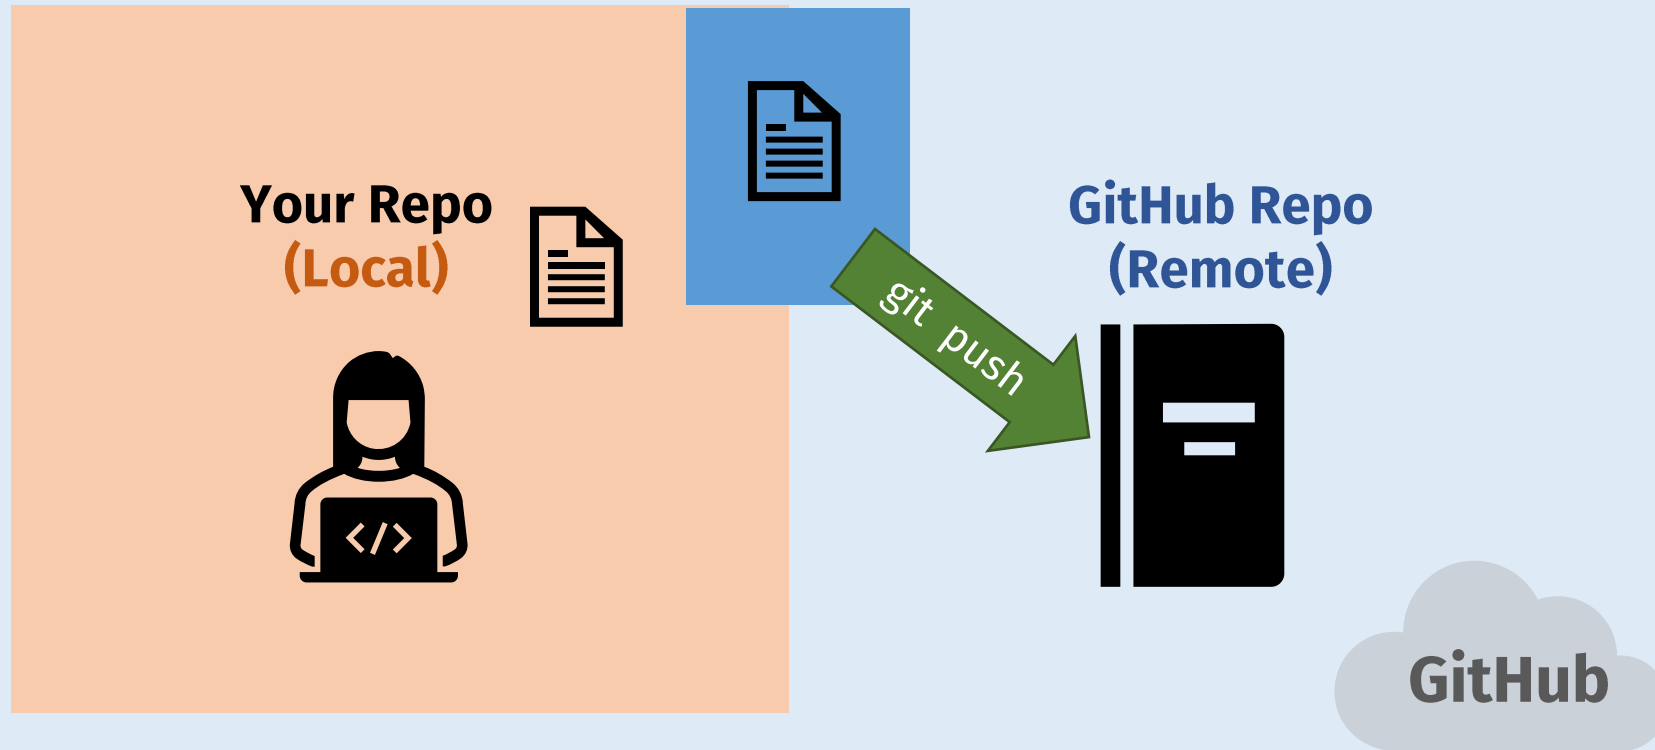 Your Repo
(Local)
</>
git push
GitHub Repo
(Remote)
GitHub